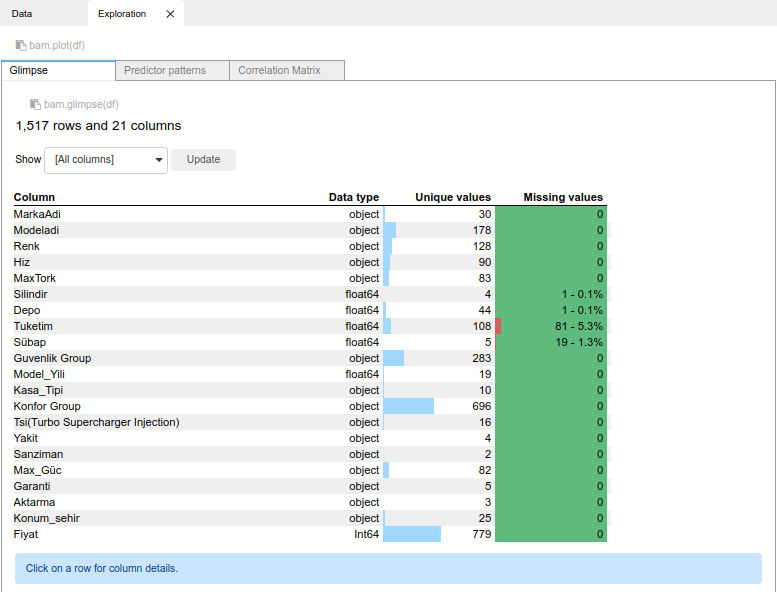 Data Exploration ✕
bam.plot(df)
Glimpse Predictor patterns Correlation Matrix
bam.glimpse(df)
1,517 rows and 21 columns
Show [All columns] Update
Column Data type Unique values Missing values
MarkaAdi object 30 0
Modeladi object 178 0
Renk object 128 0
Hiz object 90 0
MaxTork object 83 0
Silindir float64 4 1 - 0.1%
Depo float64 44 1 - 0.1%
Tuketim float64 108 81 - 5.3%
Sübap float64 5 19 - 1.3%
Guvenlik Group object 283 0
Model_Yili float64 19 0
Kasa_Tipi object 10 0
Konfor Group object 696 0
Tsi(Turbo Supercharger Injection) object 16 0
Yakit object 4 0
Sanziman object 2 0
Max_Güc object 82 0
Garanti object 5 0
Aktarma object 3 0
Konum_sehir object 25 0
Fiyat Int64 779 0
Click on a row for column details.